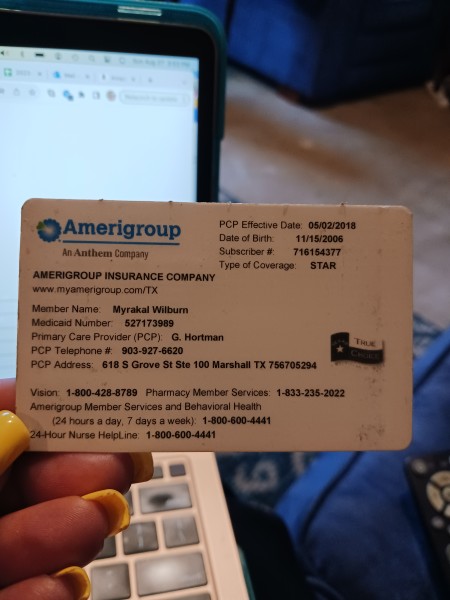 Amerigroup
An Anthem Company
PCP Effective Date: 05/02/2018
Date of Birth: 11/15/2006
Subscriber #: 716154377
Type of Coverage: STAR
AMERIGROUP INSURANCE COMPANY
www.myamerigroup.com/TX
Member Name: Myrakal Wilburn
Medicaid Number: 527173989
Primary Care Provider (PCP): G. Hortman
PCP Telephone #: 903-927-6620
PCP Address: 618 S Grove St Ste 100 Marshall TX 756705294
TRUE
Vision: 1-800-428-8789 Pharmacy Member Services: 1-833-235-2022
Amerigroup Member Services and Behavioral Health
(24 hours a day, 7 days a week): 1-800-600-4441
24-Hour Nurse HelpLine: 1-800-600-4441